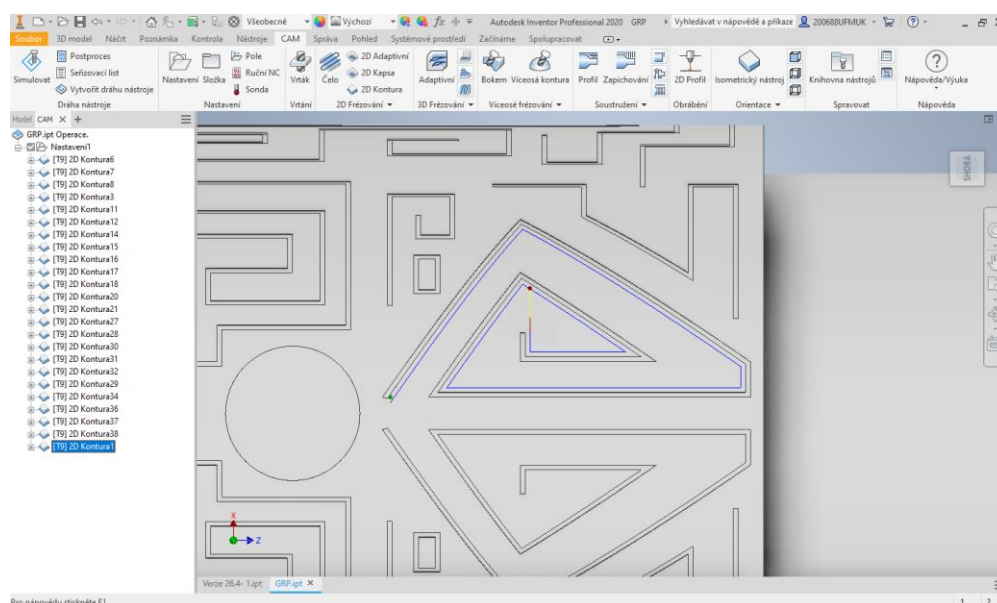 Všeobecné Výchozí Autodesk Inventor Professional 2020 GRP Vyhledávat v nápovědě a příkaze 200688UFMUK
Soubor 3D model Náčrt Poznámka Kontrola Nástroje CAM Správa Pohled Systémové prostředí Začínáme Spolupracovat
Simulovat
Postproces
Seřizovací list
Vytvořit dráhu nástroje
Nastavení Složka
Pole
Ruční NC
Sonda
Vrták
Čelo
2D Adaptivní
2D Kapsa
2D Kontura
Adaptivní
Bokem Víceosá kontura
Profil Zapichování
2D Profil
Isometrický nástroj
Knihovna nástrojů
Nápověda/Výuka
Dráha nástroje Nastavení Vrtání 2D Frézování 3D Frézování Víceosé frézování Soustružení Obrábění Orientace Spravovat Nápověda
Model CAM × +
GRP.ipt Operace.
Nastavení1
[T9] 2D Kontura6
[T9] 2D Kontura7
[T9] 2D Kontura8
[T9] 2D Kontura3
[T9] 2D Kontura11
[T9] 2D Kontura12
[T9] 2D Kontura14
[T9] 2D Kontura15
[T9] 2D Kontura16
[T9] 2D Kontura17
[T9] 2D Kontura18
[T9] 2D Kontura20
[T9] 2D Kontura21
[T9] 2D Kontura27
[T9] 2D Kontura28
[T9] 2D Kontura30
[T9] 2D Kontura31
[T9] 2D Kontura32
[T9] 2D Kontura29
[T9] 2D Kontura34
[T9] 2D Kontura36
[T9] 2D Kontura37
[T9] 2D Kontura38
[T9] 2D Kontura1
SHORA
X
Z
Verze 26.4- 1.ipt GRP.ipt ×
Pro nápovědu stiskněte F1 1 2